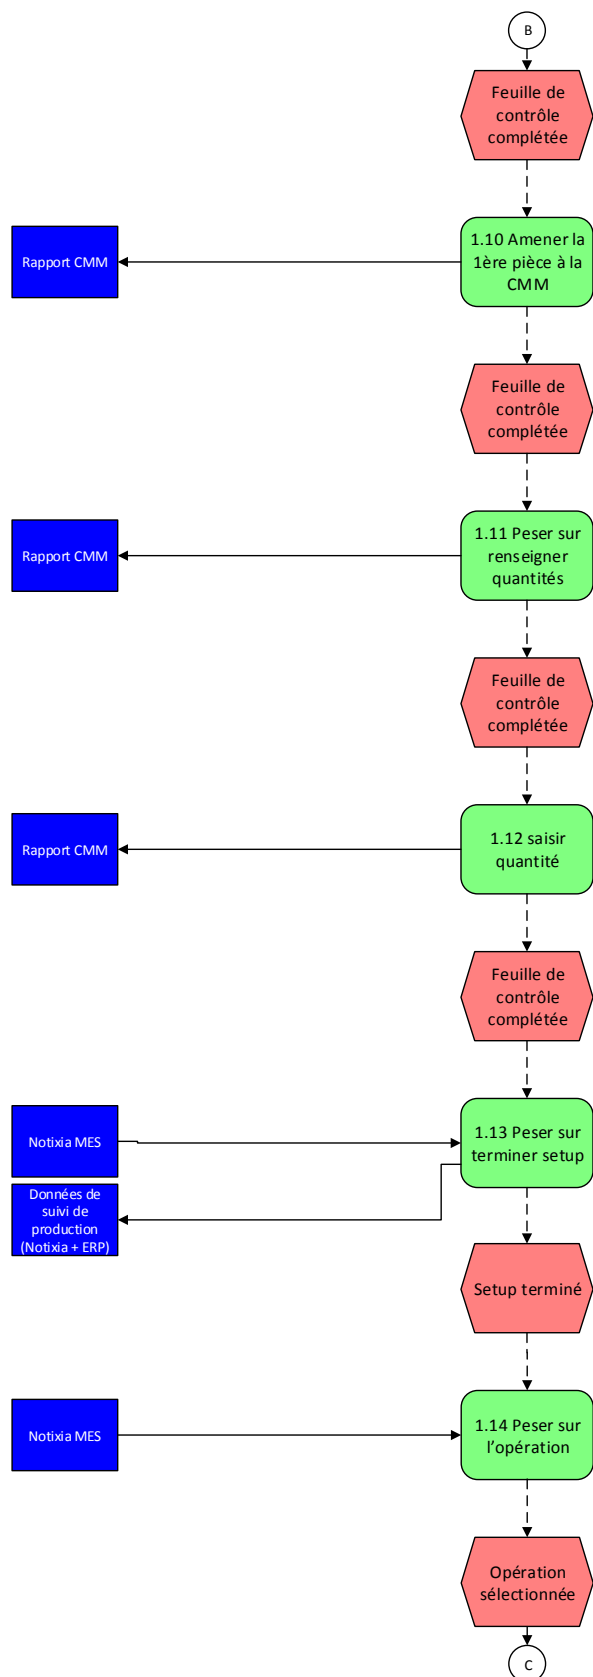 B
Feuille de
contrôle
complétée
Rapport CMM
1.10 Amener la
1ère pièce à la
CMM
Feuille de
contrôle
complétée
Rapport CMM
1.11 Peser sur
renseigner
quantités
Feuille de
contrôle
complétée
Rapport CMM
1.12 saisir
quantité
Feuille de
contrôle
complétée
Notixia MES
1.13 Peser sur
terminer setup
Données de
suivi de
production
(Notixia + ERP)
Setup terminé
Notixia MES
1.14 Peser sur
l’opération
Opération
sélectionnée
C